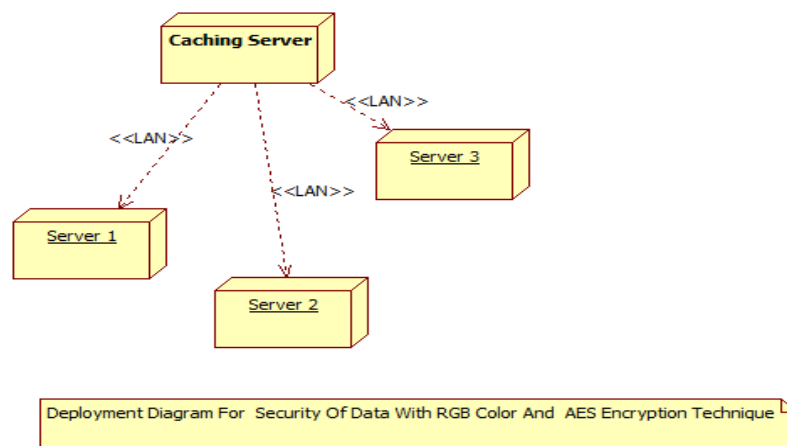 Caching Server
<<LAN>>
<<LAN>>
Server 3
<<LAN>>
Server 1
Server 2
Deployment Diagram For  Security Of Data With RGB Color And  AES Encryption Technique